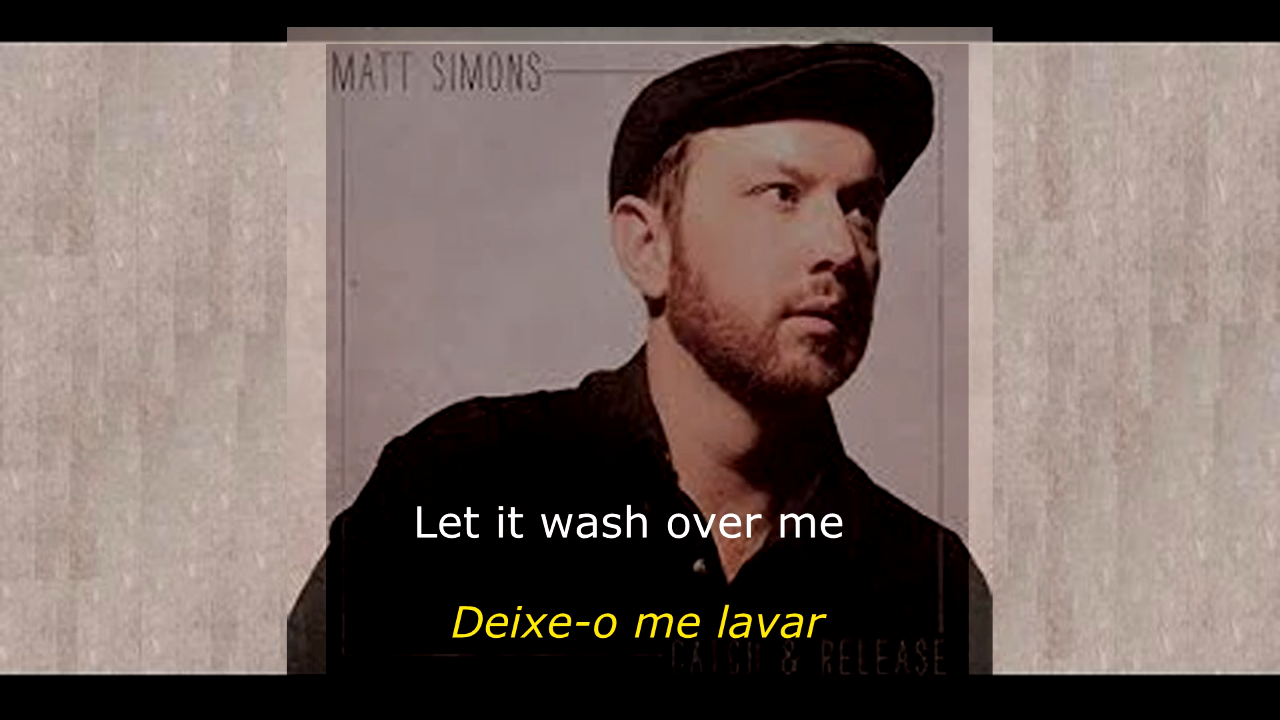 MATT SIMONS
Let it wash over me
Deixe-o me lavar
CATCH & RELEASE